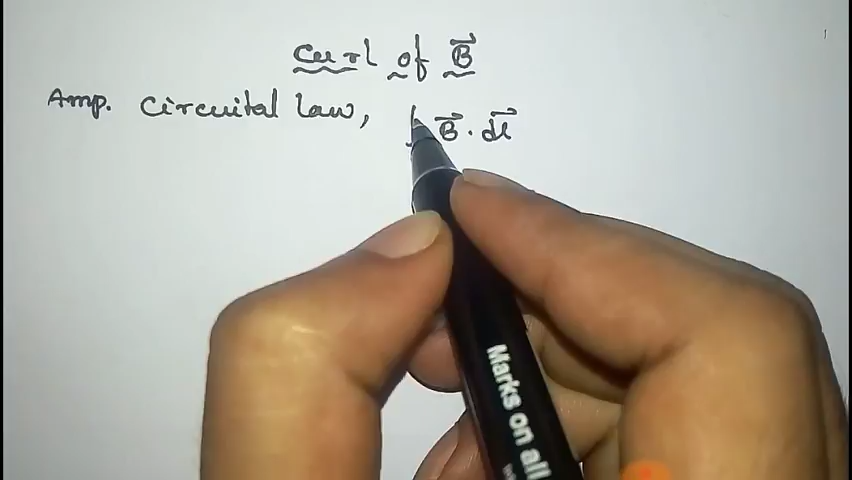 Curl of B⃗
Amp. Circuital law, ∫ B⃗ · dl⃗
Marks on all